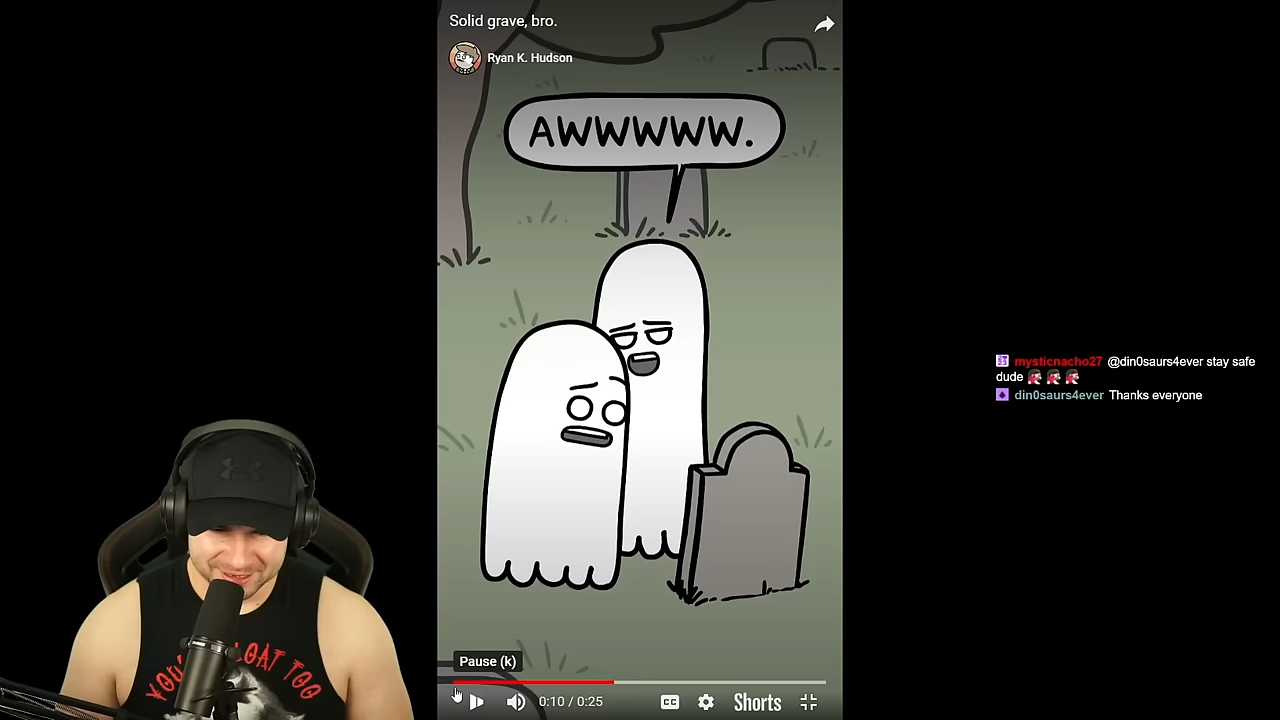 Solid grave, bro.
Ryan K. Hudson
AWWWWW.
mysticnacho27 @din0saurs4ever stay safe
dude
din0saurs4ever Thanks everyone
Pause (k)
0:10 / 0:25
CC
Shorts